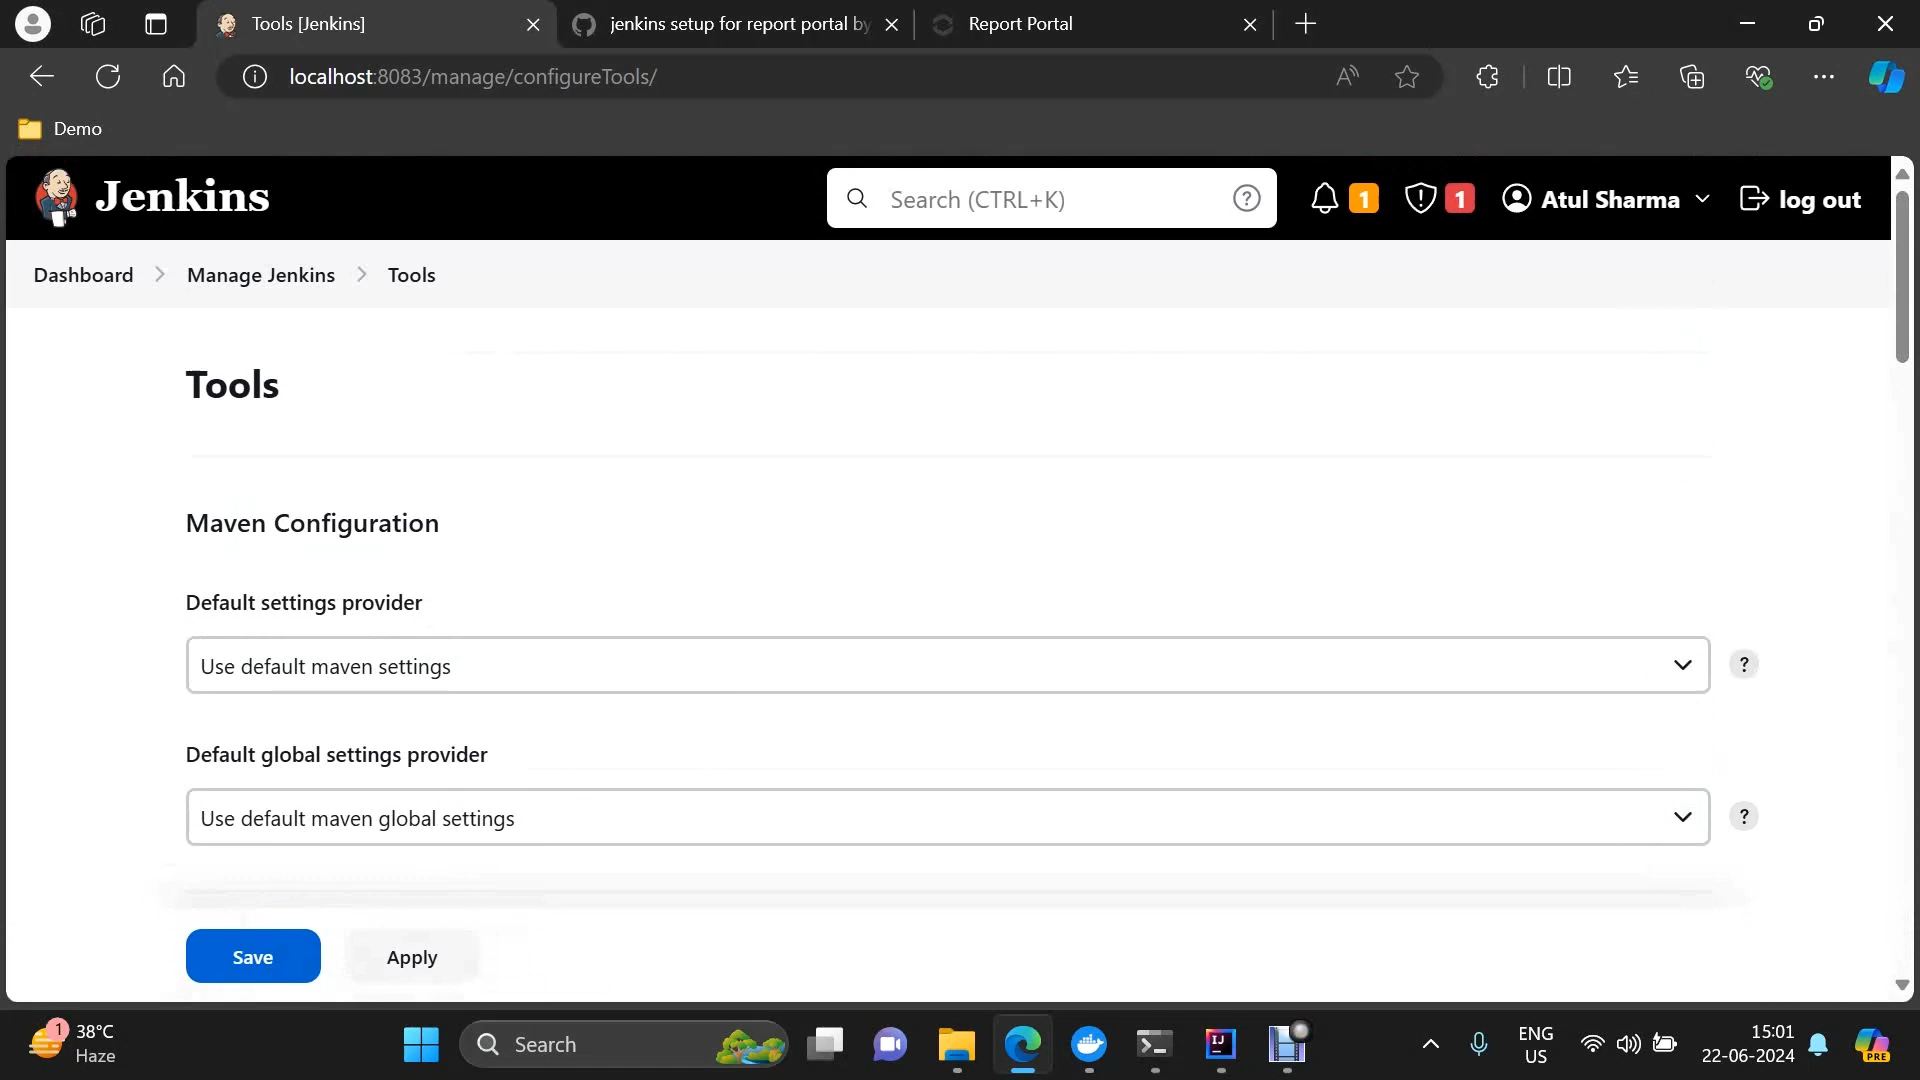 Tools [Jenkins]
jenkins setup for report portal by
Report Portal
localhost:8083/manage/configureTools/
Demo
Jenkins
Search (CTRL+K)
?
1
1
Atul Sharma
log out
Dashboard
Manage Jenkins
Tools
Tools
Maven Configuration
Default settings provider
Use default maven settings
?
Default global settings provider
Use default maven global settings
?
Save
Apply
1
38°C
Haze
Search
ENG
US
15:01
22-06-2024
PRE